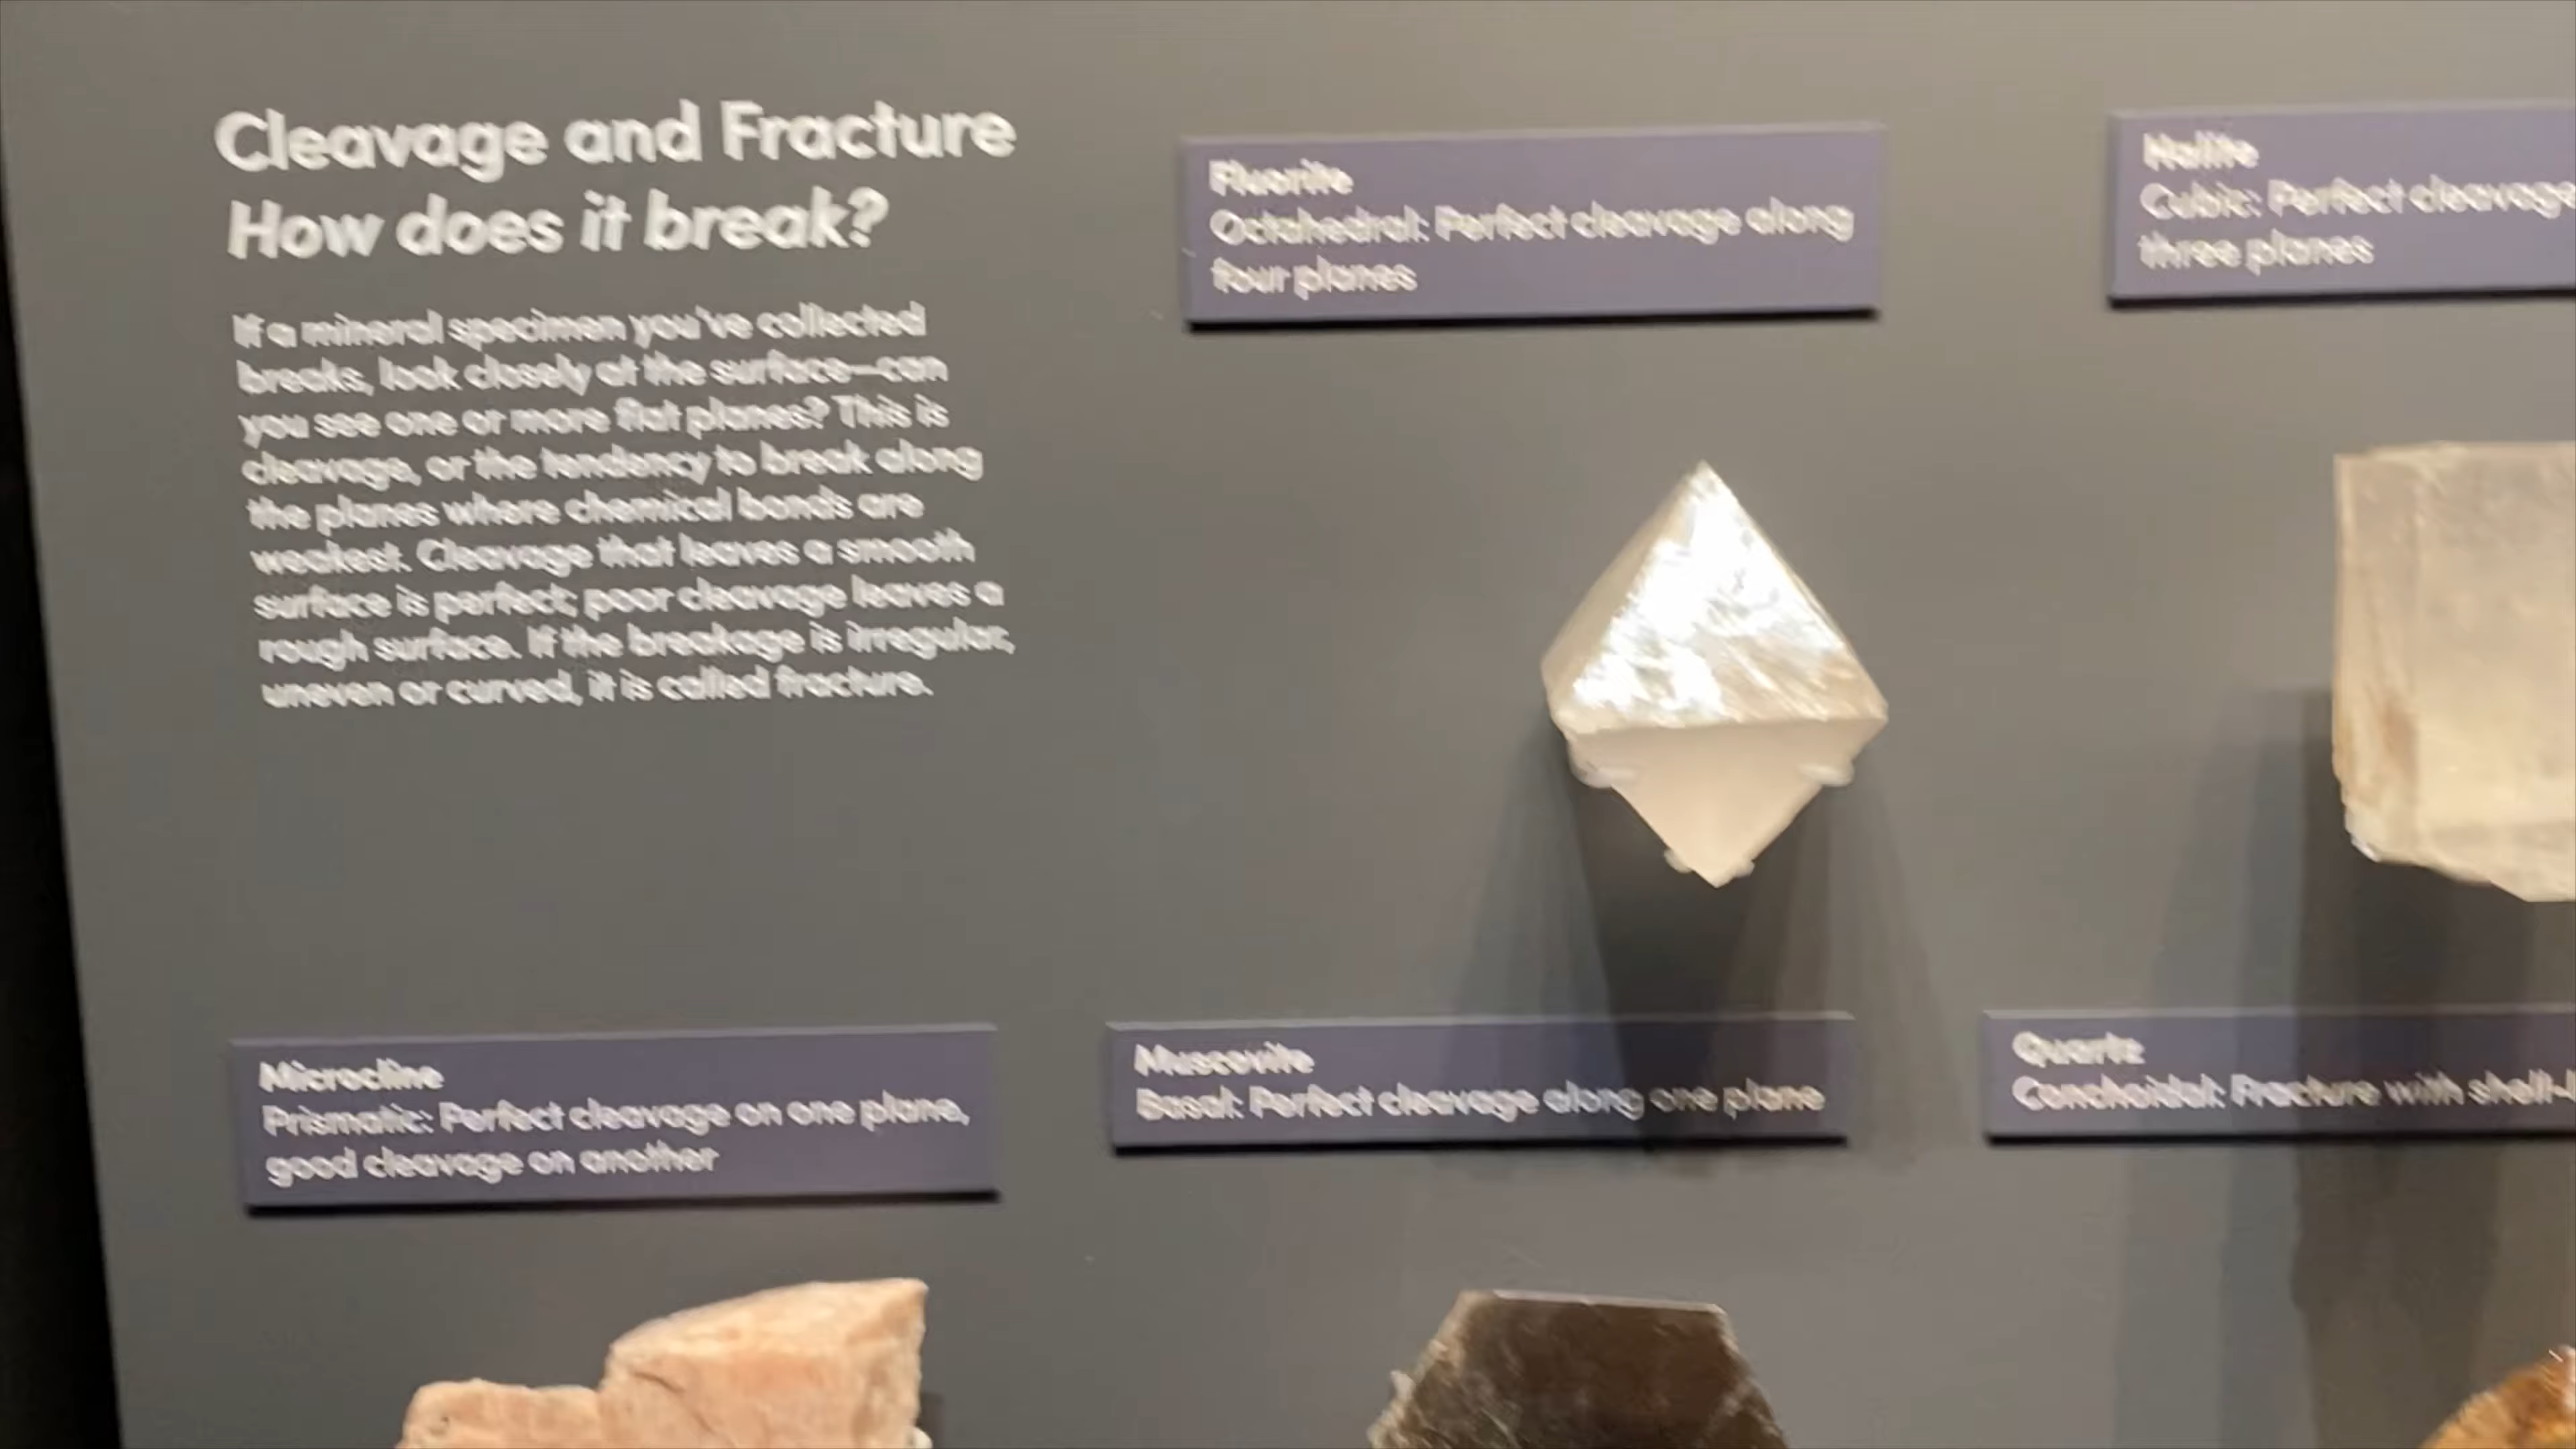 Cleavage and Fracture
How does it break?
If a mineral specimen you've collected
breaks, look closely at the surface—can
you see one or more flat planes? This is
cleavage, or the tendency to break along
the planes where chemical bonds are
weakest. Cleavage that leaves a smooth
surface is perfect; poor cleavage leaves a
rough surface. If the breakage is irregular,
uneven or curved, it is called fracture.
Fluorite
Octahedral: Perfect cleavage along
four planes
Halite
Cubic: Perfect cleavage
three planes
Microcline
Prismatic: Perfect cleavage on one plane,
good cleavage on another
Muscovite
Basal: Perfect cleavage along one plane
Quartz
Conchoidal: Fracture with shell-